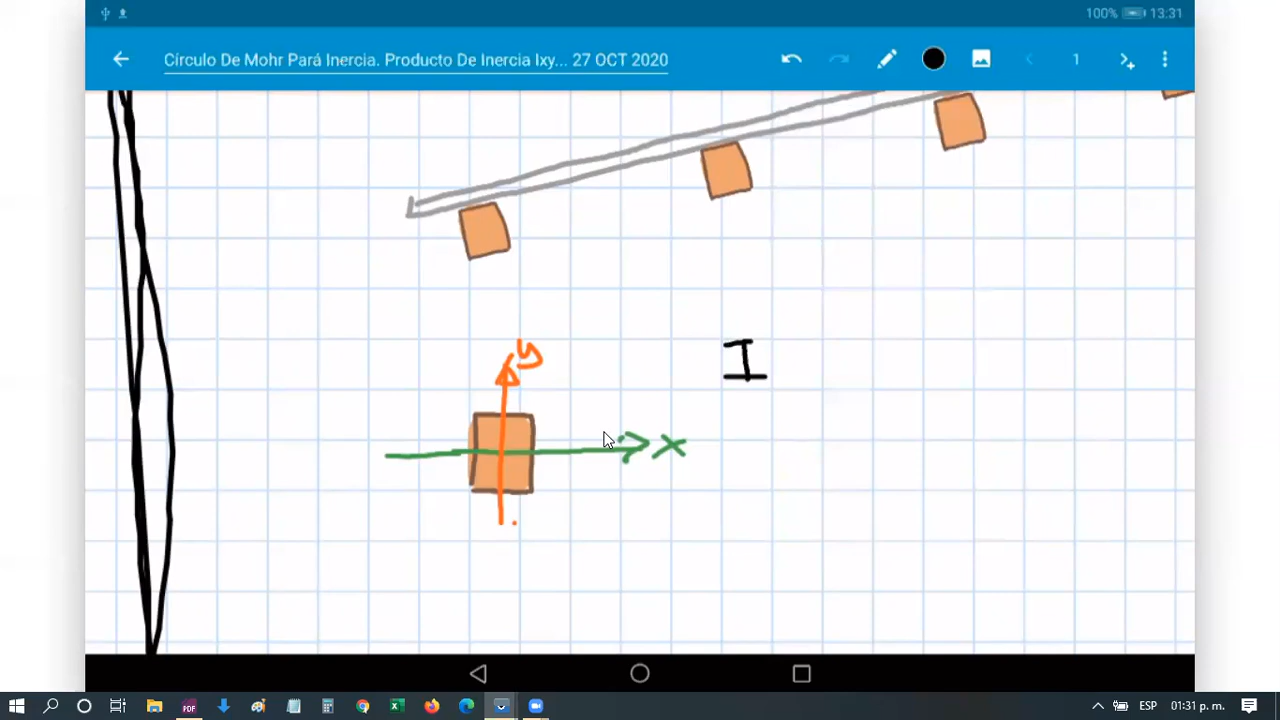 100% 13:31
Círculo De Mohr Pará Inercia. Producto De Inercia Ixy... 27 OCT 2020
1
y
I
x
PDF
ESP 01:31 p. m.